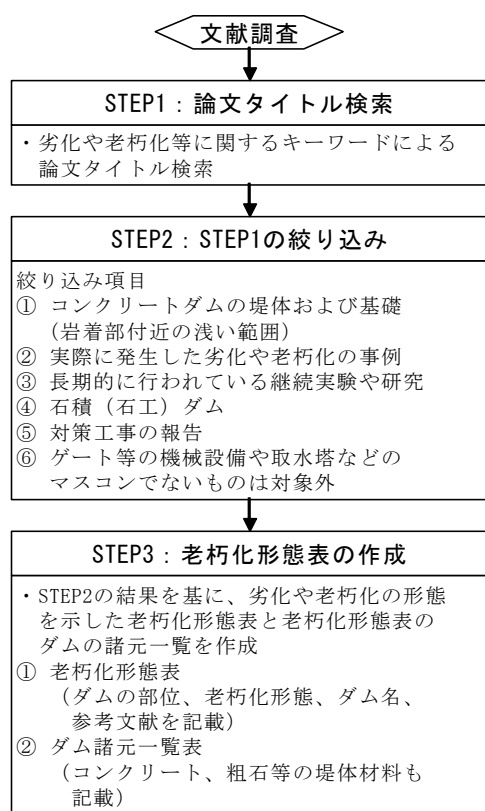 文献調査
STEP1：論文タイトル検索
・劣化や老朽化等に関するキーワードによる
論文タイトル検索
STEP2：STEP1の絞り込み
絞り込み項目
① コンクリートダムの堤体および基礎
（岩着部付近の浅い範囲）
② 実際に発生した劣化や老朽化の事例
③ 長期的に行われている継続実験や研究
④ 石積（石工）ダム
⑤ 対策工事の報告
⑥ ゲート等の機械設備や取水塔などの
マスコンでないものは対象外
STEP3：老朽化形態表の作成
・STEP2の結果を基に、劣化や老朽化の形態
を示した老朽化形態表と老朽化形態表の
ダムの諸元一覧を作成
① 老朽化形態表
（ダムの部位、老朽化形態、ダム名、
参考文献を記載）
② ダム諸元一覧表
（コンクリート、粗石等の堤体材料も
記載）